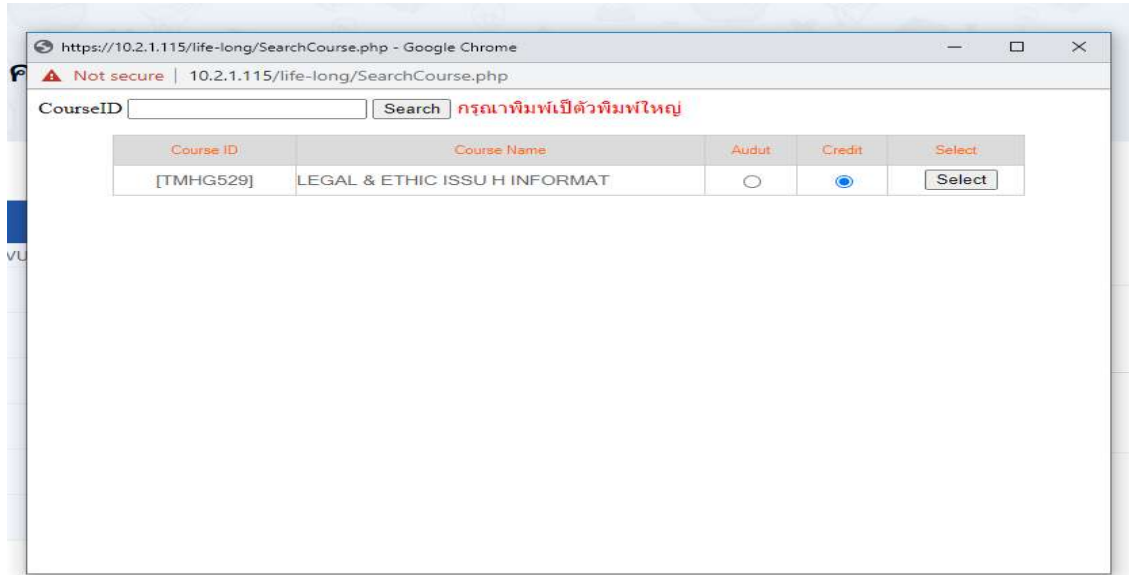 https://10.2.1.115/life-long/SearchCourse.php - Google Chrome
Not secure | 10.2.1.115/life-long/SearchCourse.php
CourseID Search กรุณาพิมพ์เป็ตัวพิมพ์ใหญ่
Course ID Course Name Audut Credit Select
[TMHG529] LEGAL & ETHIC ISSU H INFORMAT Select
VU